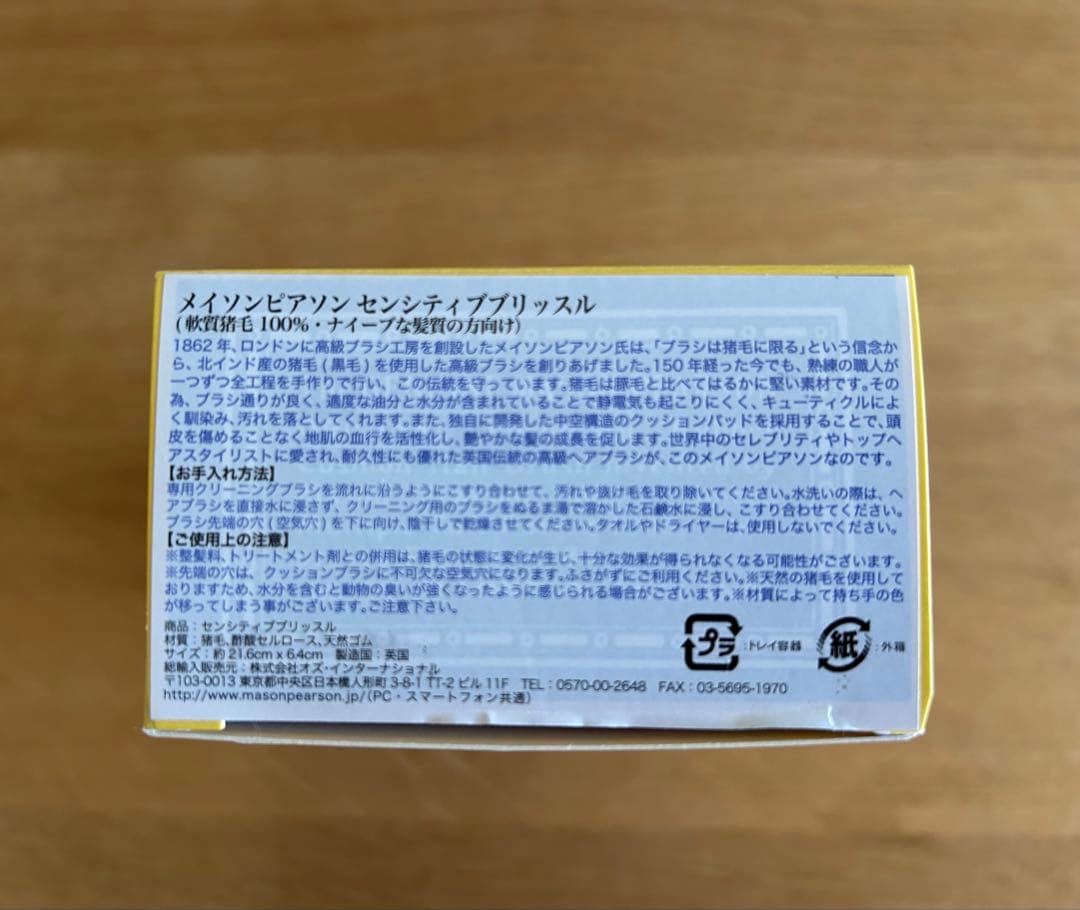 メイソンピアソン センシティブブリッスル
(軟質猪毛 100%・ナイーブな髪質の方向け)
1862 年、ロンドンに高級ブラシ工房を創設したメイソンピアソン氏は、「ブラシは猪毛に限る」という信念か
ら、北インド産の猪毛 (黒毛) を使用した高級ブラシを創りあげました。150 年経った今でも、熟練の職人が
一つずつ全工程を手作りで行い、この伝統を守っています。猪毛は豚毛と比べてはるかに堅い素材です。その
為、ブラシ通りが良く、適度な油分と水分が含まれていることで静電気も起こりにくく、キューティクルによ
く馴染み、汚れを落としてくれます。また、独自に開発した中空構造のクッションパッドを採用することで、頭
皮を傷めることなく地肌の血行を活性化し、艶やかな髪の成長を促します。世界中のセレブリティやトップヘ
アスタイリストに愛され、耐久性にも優れた英国伝統の高級ヘアブラシが、このメイソンピアソンなのです。
【お手入れ方法】
専用クリーニングブラシを流れに沿うようにこすり合わせて、汚れや抜け毛を取り除いてください。水洗いの際は、ヘ
アブラシを直接水に浸さず、クリーニング用のブラシをぬるま湯で溶かした石鹸水に浸し、こすり合わせてください。
ブラシ先端の穴 (空気穴) を下に向け、陰干しで乾燥させてください。タオルやドライヤーは、使用しないでください。
【ご使用上の注意】
※整髪料、トリートメント剤との併用は、猪毛の状態に変化が生じ、十分な効果が得られなくなる可能性がございます。
※先端の穴は、クッションブラシに不可欠な空気穴になります。ふさがずにご利用ください。※天然の猪毛を使用して
おりますため、水分を含むと動物の臭いが強くなったように感じられる場合がございます。※材質によって持ち手の色
が移ってしまう事がございます。ご注意下さい。
商品：センシティブブリッスル
材質：猪毛、酢酸セルロース、天然ゴム
サイズ：約 21.6cm x 6.4cm 製造国：英国
総輸入販売元：株式会社オズ・インターナショナル
〒103-0013 東京都中央区日本橋人形町 3-8-1 TT-2 ビル 11F TEL：0570-00-2648 FAX：03-5695-1970
http://www.masonpearson.jp/(PC・スマートフォン共通)
プラ：トレイ容器 紙：外箱